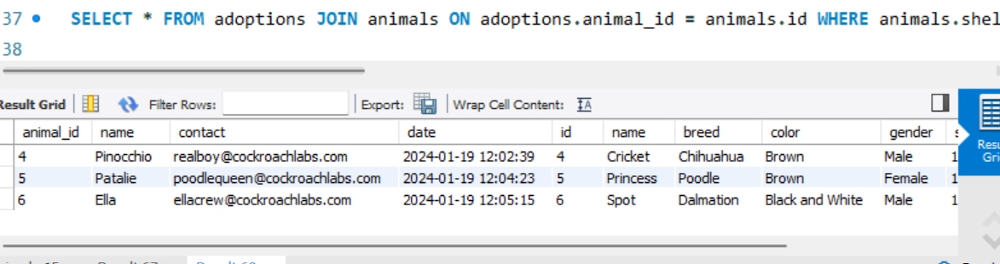 37 SELECT * FROM adoptions JOIN animals ON adoptions.animal_id = animals.id WHERE animals.shel
38
Result Grid Filter Rows: Export: Wrap Cell Content:
animal_id name contact date id name breed color gender s
4 Pinocchio realboy@cockroachlabs.com 2024-01-19 12:02:39 4 Cricket Chihuahua Brown Male 1
5 Patalie poodlequeen@cockroachlabs.com 2024-01-19 12:04:23 5 Princess Poodle Brown Female 1
6 Ella ellacrew@cockroachlabs.com 2024-01-19 12:05:15 6 Spot Dalmation Black and White Male 1
Resu
Gri